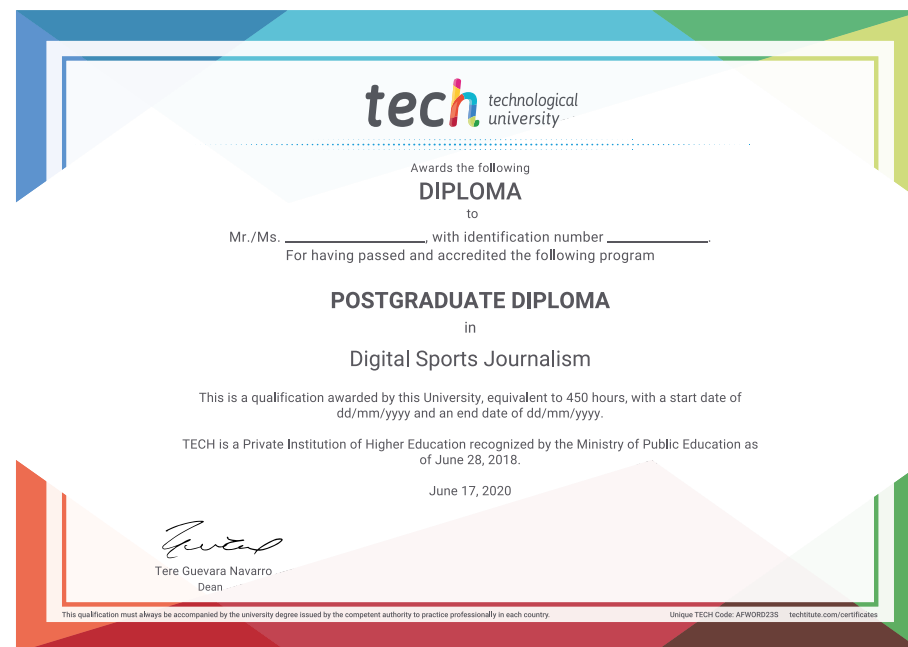 tech technological
university
Awards the following
DIPLOMA
to
Mr./Ms. ____________________, with identification number ______________.
For having passed and accredited the following program
POSTGRADUATE DIPLOMA
in
Digital Sports Journalism
This is a qualification awarded by this University, equivalent to 450 hours, with a start date of
dd/mm/yyyy and an end date of dd/mm/yyyy.
TECH is a Private Institution of Higher Education recognized by the Ministry of Public Education as
of June 28, 2018.
June 17, 2020
Tere Guevara Navarro
Dean
This qualification must always be accompanied by the university degree issued by the competent authority to practice professionally in each country. Unique TECH Code: AFWORD23S techtitute.com/certificates